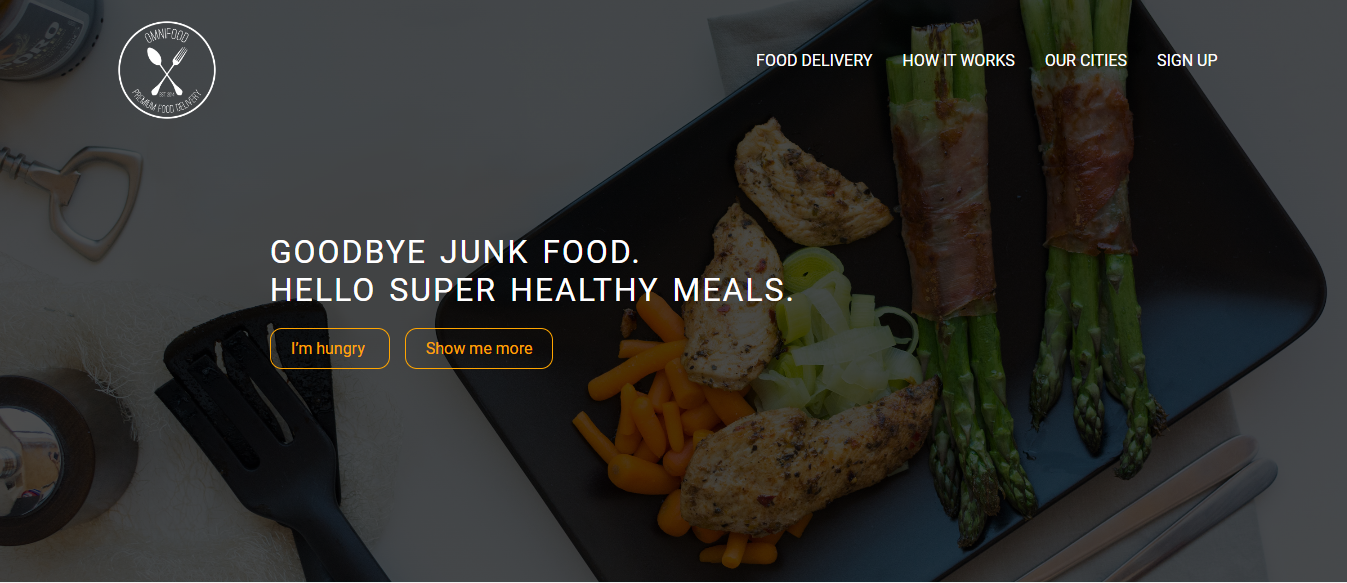 OMNIFOOD
PREMIUM FOOD DELIVERY
FOOD DELIVERY
HOW IT WORKS
OUR CITIES
SIGN UP
GOODBYE JUNK FOOD.
HELLO SUPER HEALTHY MEALS.
I'm hungry
Show me more